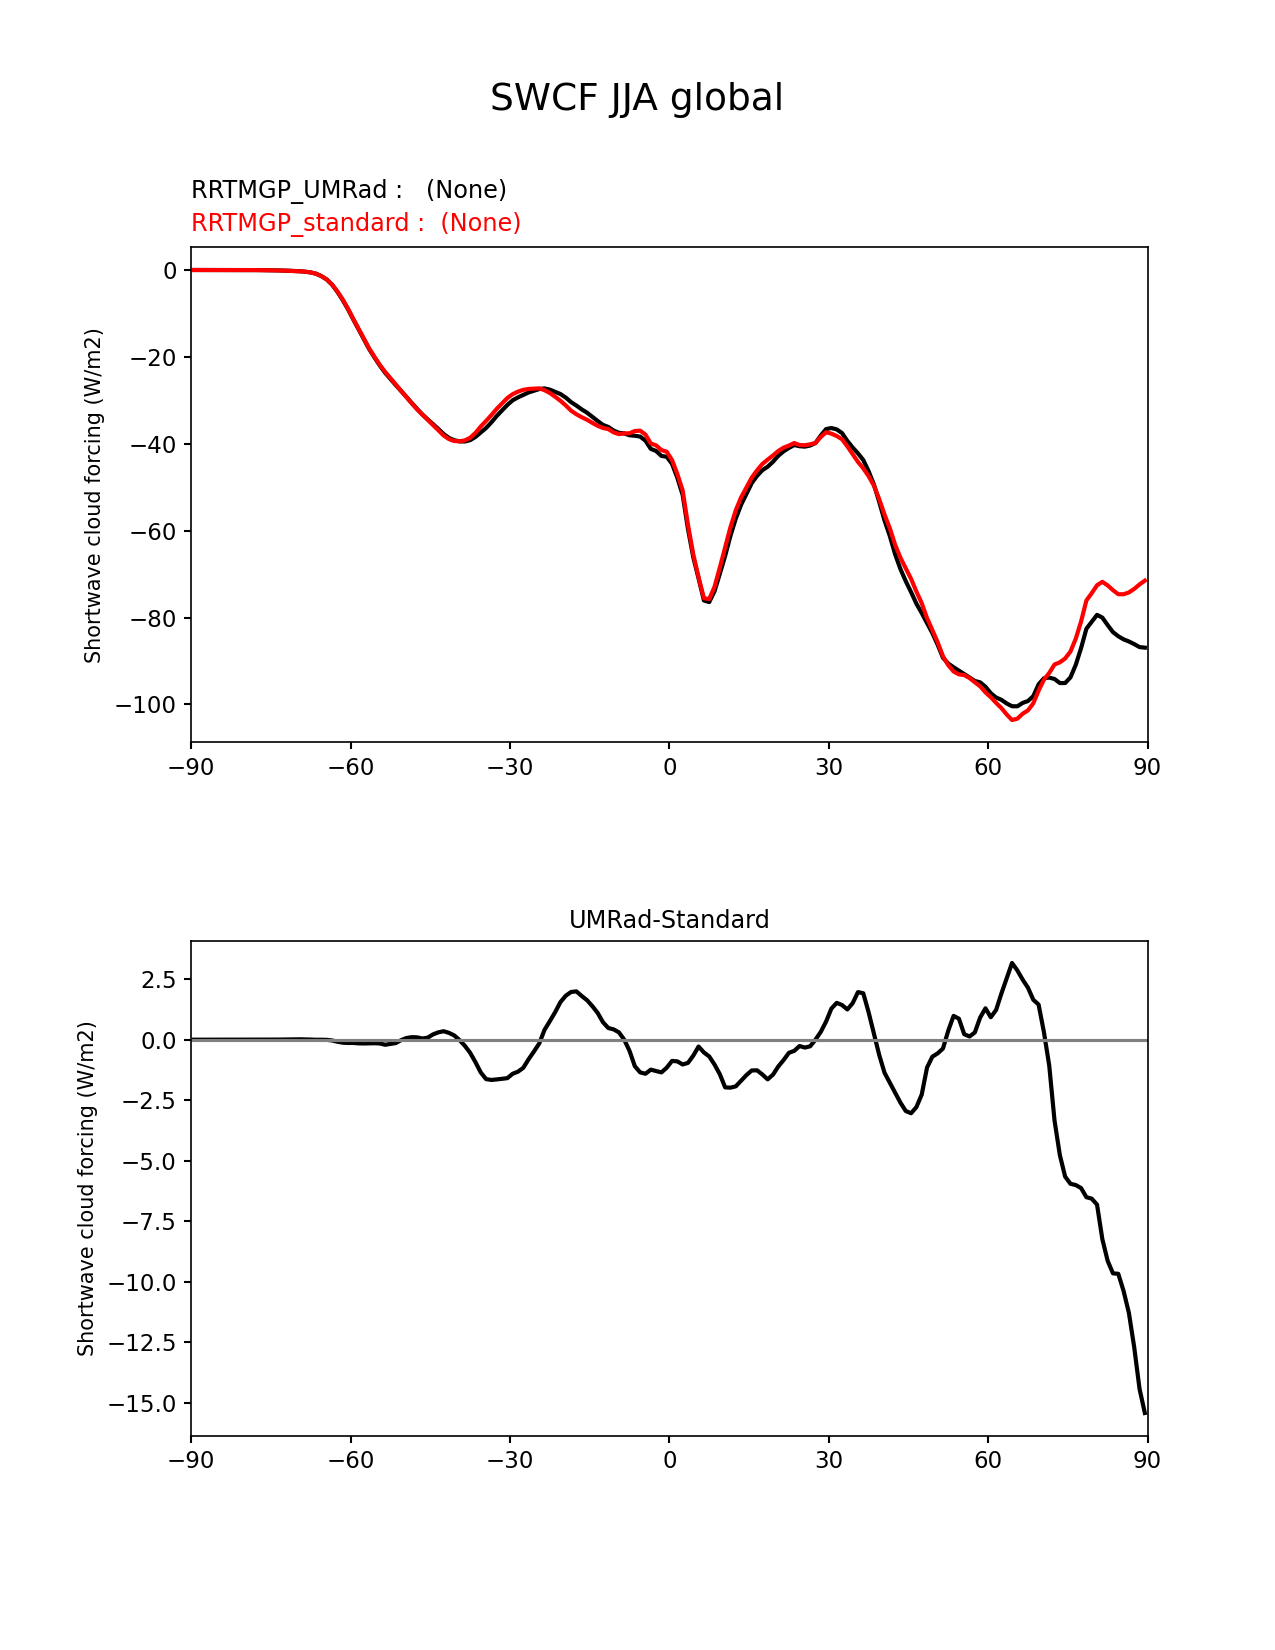 SWCF JJA global
RRTMGP_UMRad :   (None)
RRTMGP_standard :  (None)
Shortwave cloud forcing (W/m2)
0
−20
−40
−60
−80
−100
−90 −60 −30 0 30 60 90
UMRad-Standard
Shortwave cloud forcing (W/m2)
2.5
0.0
−2.5
−5.0
−7.5
−10.0
−12.5
−15.0
−90 −60 −30 0 30 60 90